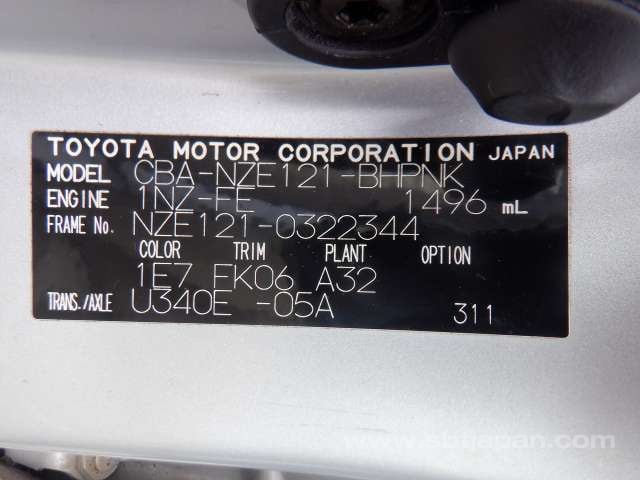 TOYOTA MOTOR CORPORATION JAPAN
MODEL CBA-NZE121-BHPNK
ENGINE 1NZ-FE 1496 mL
FRAME No. NZE121-0322344
COLOR TRIM PLANT OPTION
1E7 FK06 A32
TRANS./AXLE U340E -05A 311
www.sbtjapan.com